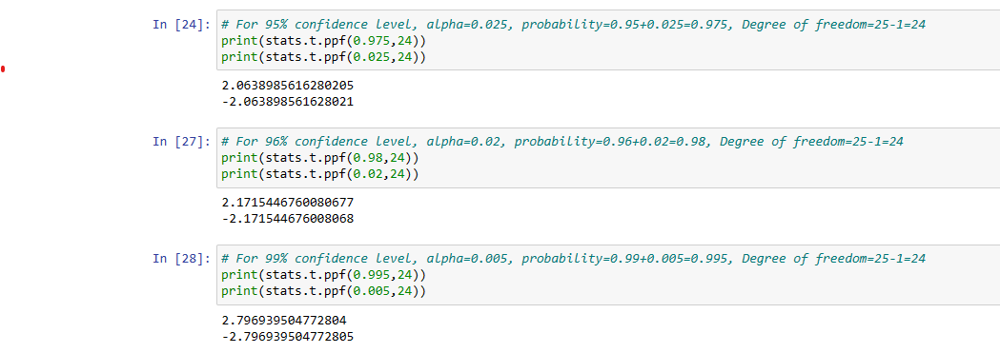 In [24]: # For 95% confidence level, alpha=0.025, probability=0.95+0.025=0.975, Degree of freedom=25-1=24
print(stats.t.ppf(0.975,24))
print(stats.t.ppf(0.025,24))
2.0638985616280205
-2.063898561628021
In [27]: # For 96% confidence level, alpha=0.02, probability=0.96+0.02=0.98, Degree of freedom=25-1=24
print(stats.t.ppf(0.98,24))
print(stats.t.ppf(0.02,24))
2.1715446760080677
-2.171544676008068
In [28]: # For 99% confidence level, alpha=0.005, probability=0.99+0.005=0.995, Degree of freedom=25-1=24
print(stats.t.ppf(0.995,24))
print(stats.t.ppf(0.005,24))
2.796939504772804
-2.796939504772805